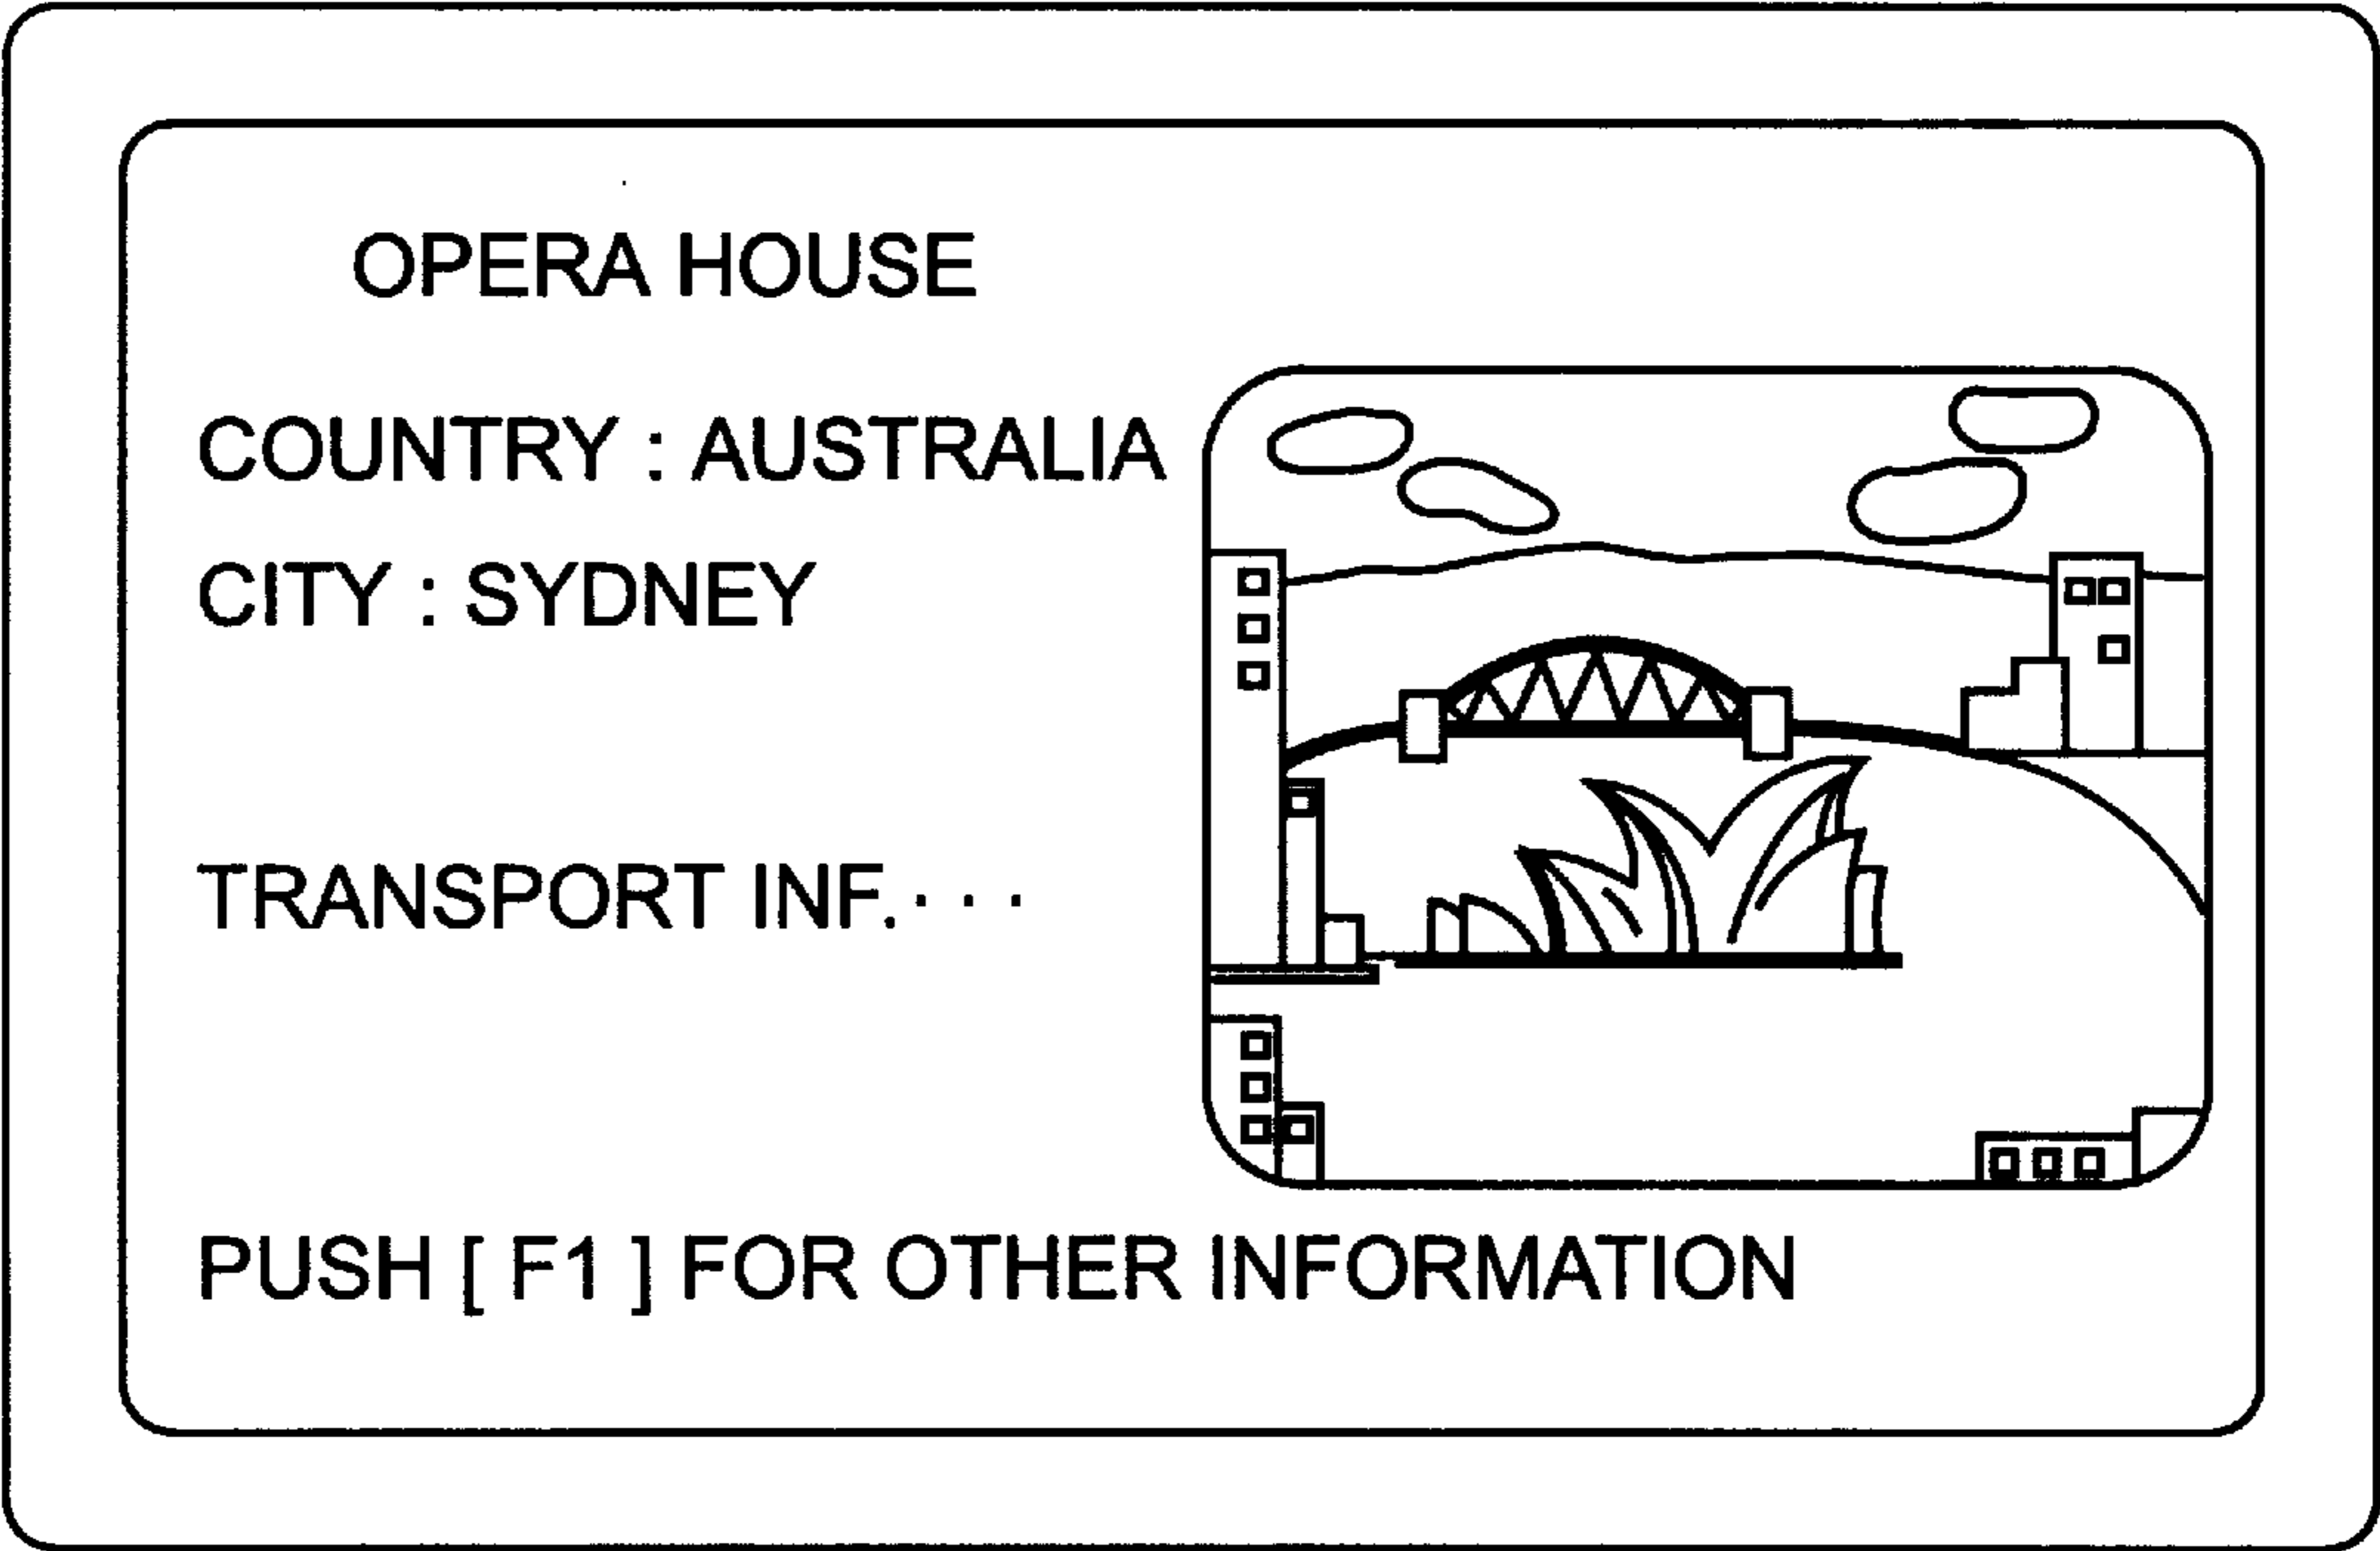 OPERA HOUSE
COUNTRY : AUSTRALIA
CITY : SYDNEY
TRANSPORT INF. · · ·
PUSH [ F1 ] FOR OTHER INFORMATION